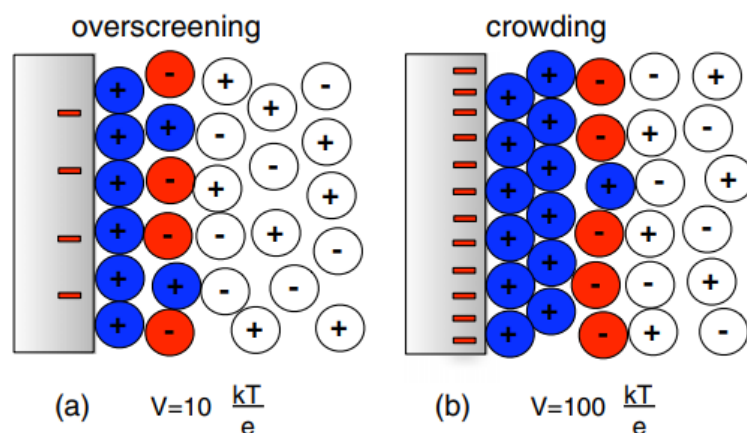 overscreening
crowding
+ - + + -
+ + - -
+ - + - +
+ - - + -
+ + - -
+ - + +
+ + - - +
+ - + -
+ + - +
+ - + -
+ + - - +
+ - + -
(a) V=10 kT/e
(b) V=100 kT/e